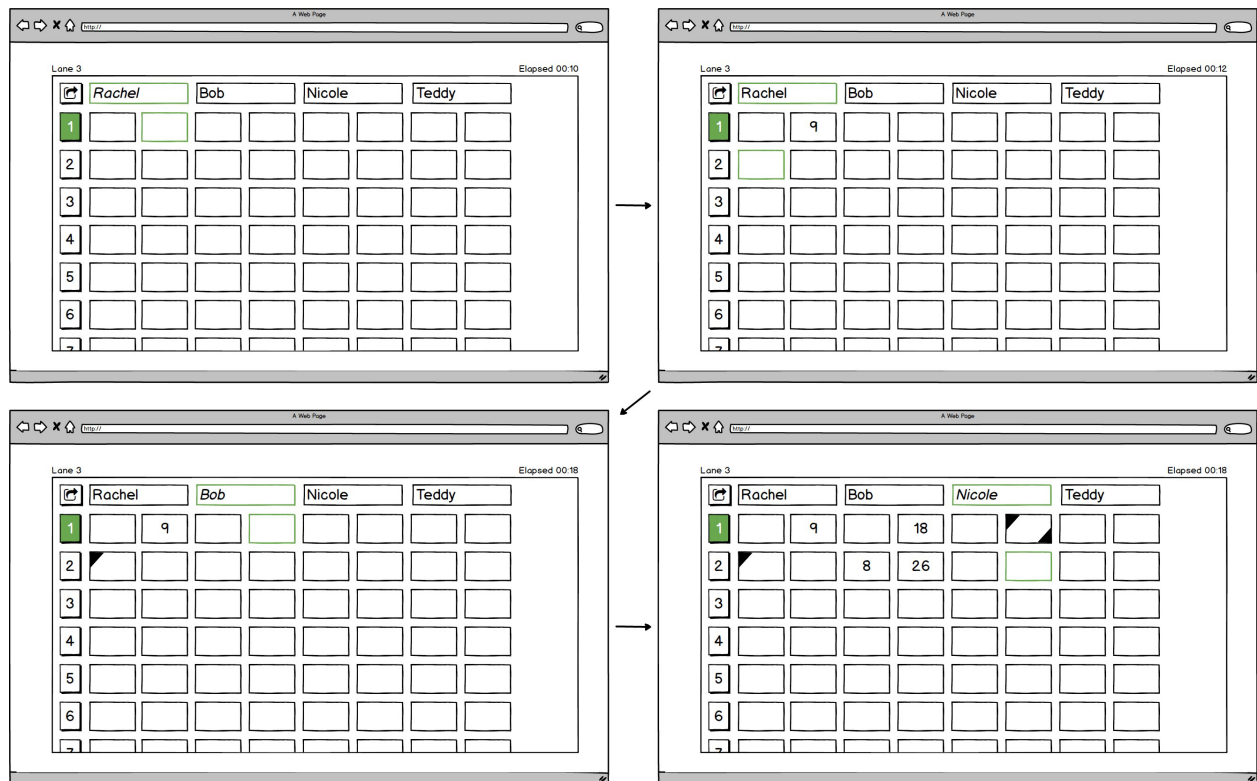 A Web Page
http://
Lane 3 Elapsed 00:10
Rachel Bob Nicole Teddy
1
2
3
4
5
6
7
A Web Page
http://
Lane 3 Elapsed 00:12
Rachel Bob Nicole Teddy
1 9
2
3
4
5
6
7
A Web Page
http://
Lane 3 Elapsed 00:18
Rachel Bob Nicole Teddy
1 9
2
3
4
5
6
7
A Web Page
http://
Lane 3 Elapsed 00:18
Rachel Bob Nicole Teddy
1 9 18
2 8 26
3
4
5
6
7